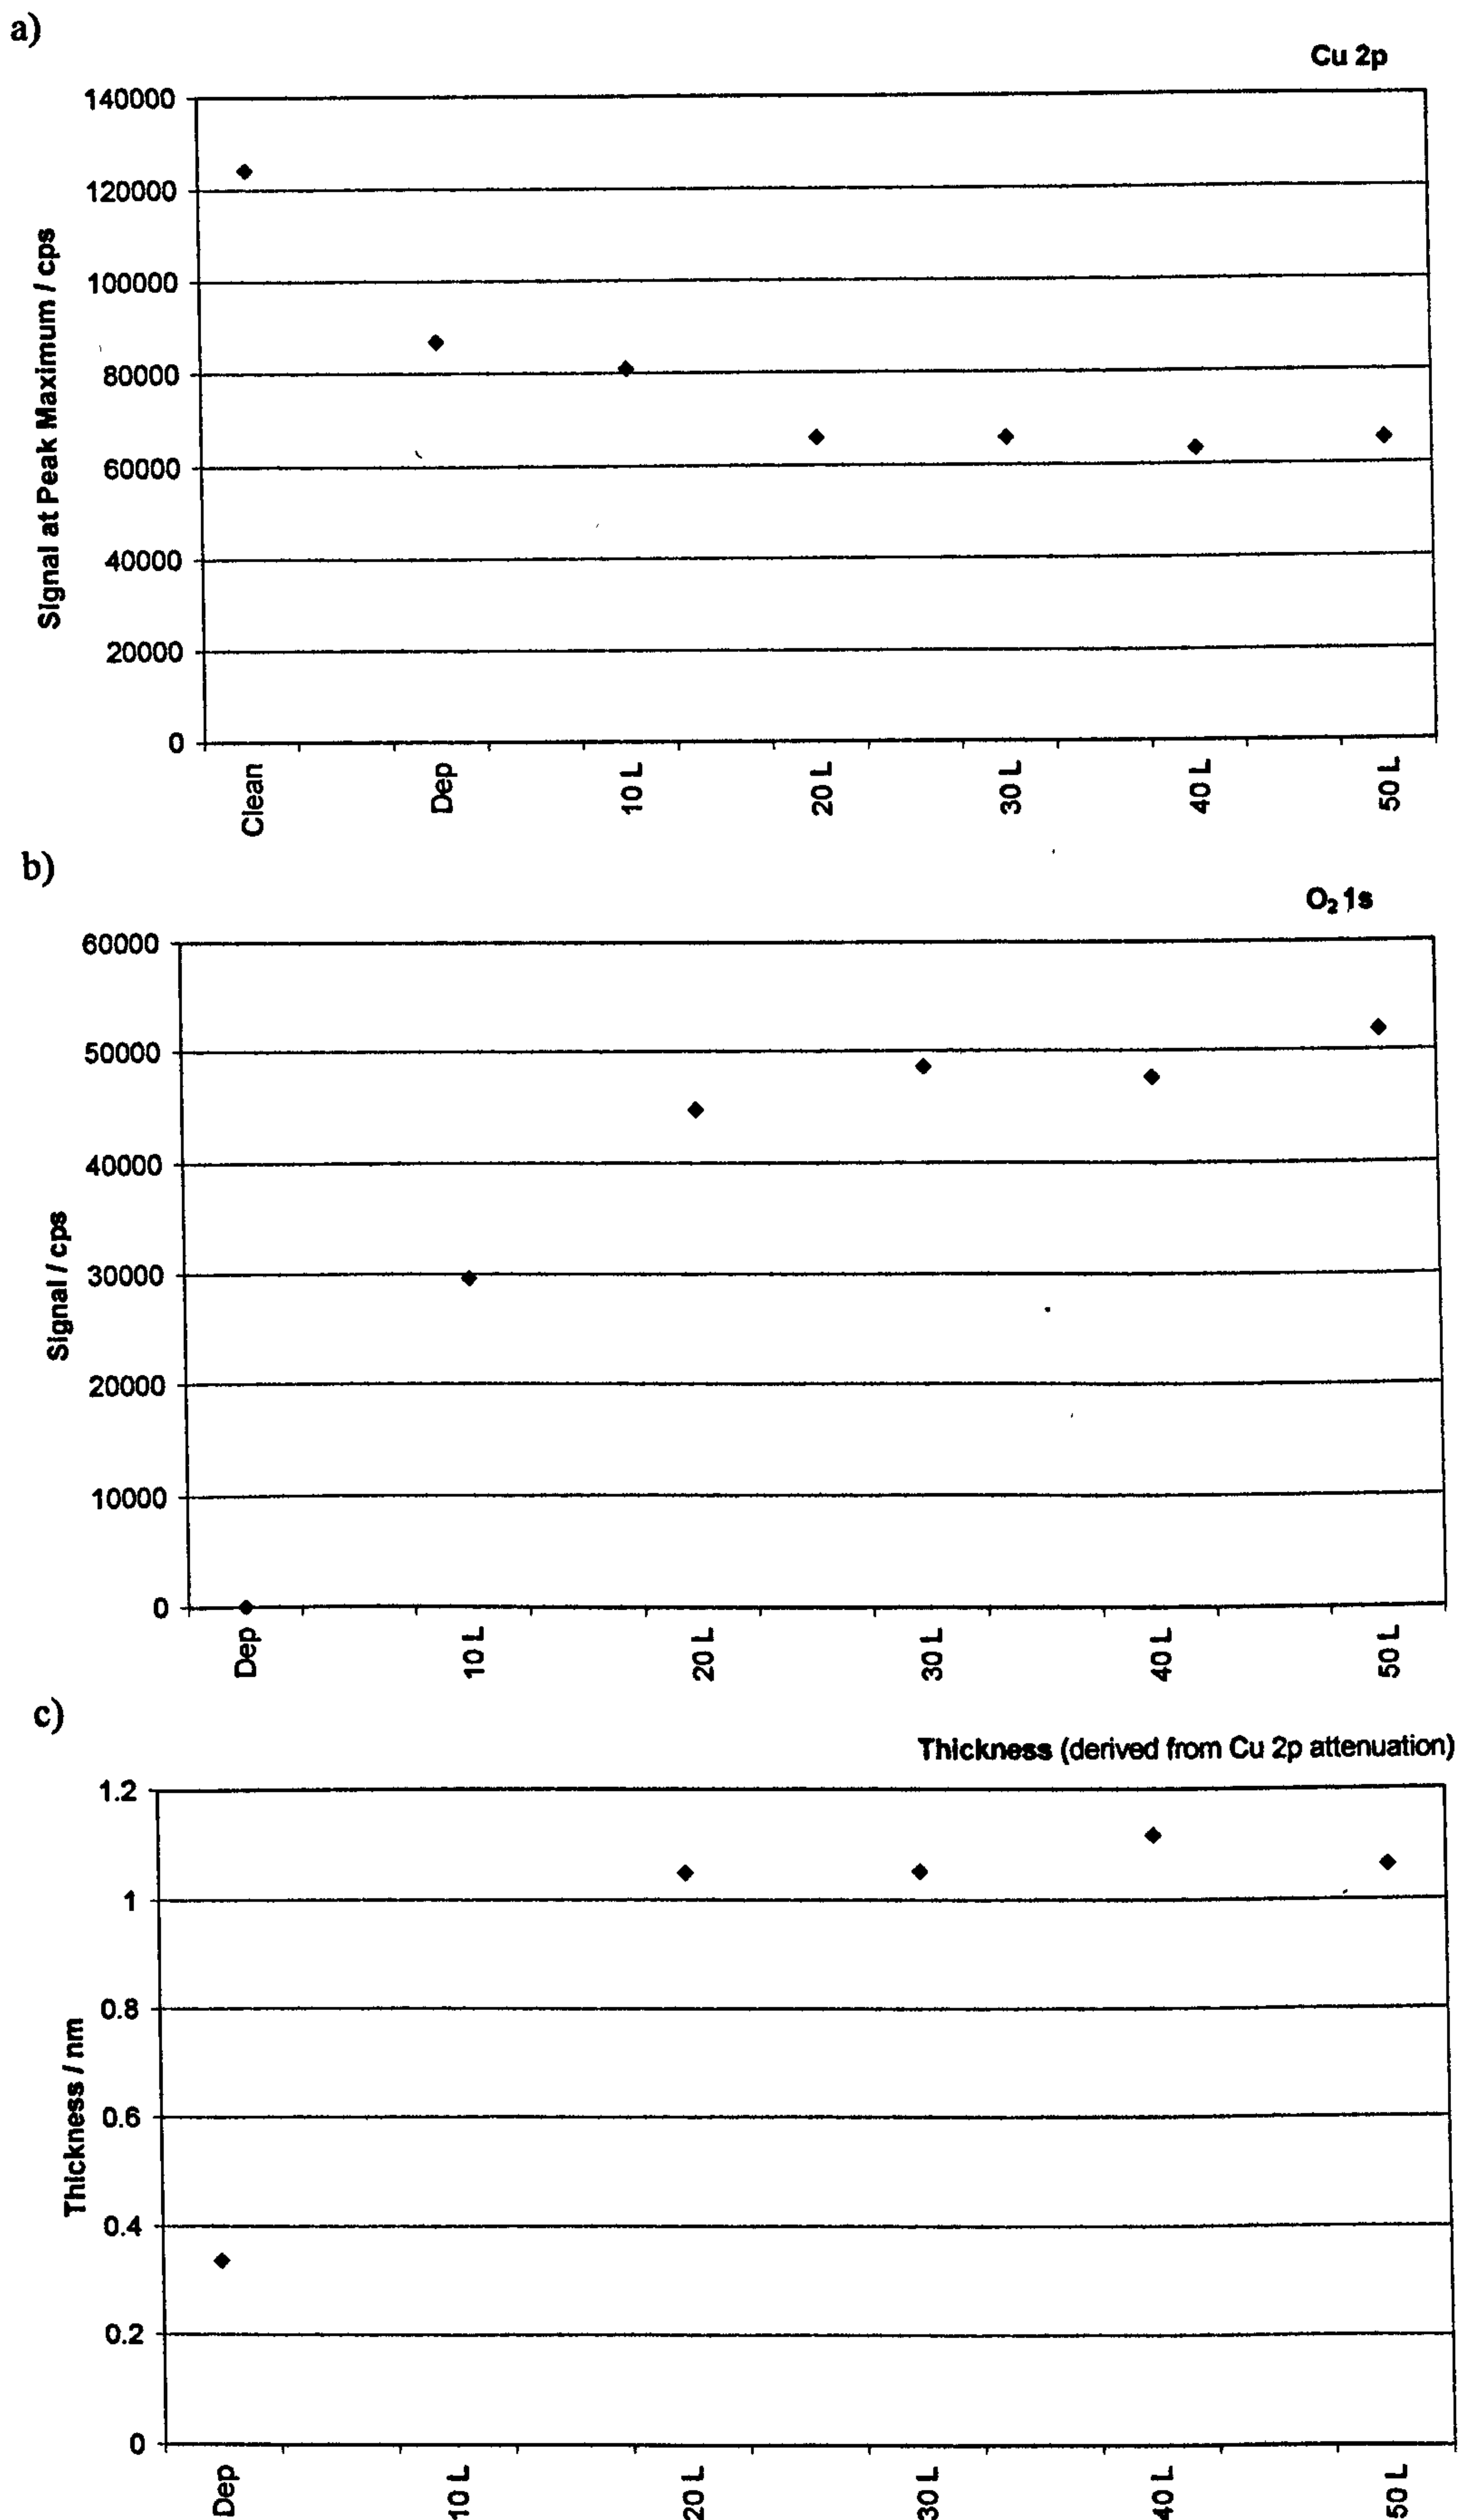 a)
Cu 2p
140000
120000
100000
80000
60000
40000
20000
0
Signal at Peak Maximum / cps
Clean
Dep
10 L
20 L
30 L
40 L
50 L
b)
O₂ 1s
60000
50000
40000
30000
20000
10000
0
Signal / cps
Dep
10 L
20 L
30 L
40 L
50 L
c)
Thickness (derived from Cu 2p attenuation)
1.2
1
0.8
0.6
0.4
0.2
0
Thickness / nm
Dep
10 L
20 L
30 L
40 L
50 L